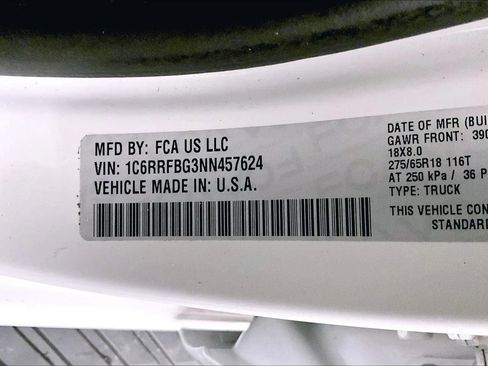 MFD BY: FCA US LLC
VIN: 1C6RRFBG3NN457624
VEHICLE MADE IN: U.S.A.
DATE OF MFR (BUI
GAWR FRONT: 390
18X8.0
275/65R18 116T
AT 250 kPa / 36 P
TYPE: TRUCK
THIS VEHICLE CON
STANDARD